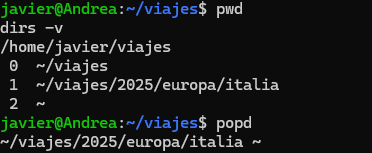 javier@Andrea:~/viajes$ pwd
dirs -v
/home/javier/viajes
 0  ~/viajes
 1  ~/viajes/2025/europa/italia
 2  ~
javier@Andrea:~/viajes$ popd
~/viajes/2025/europa/italia ~